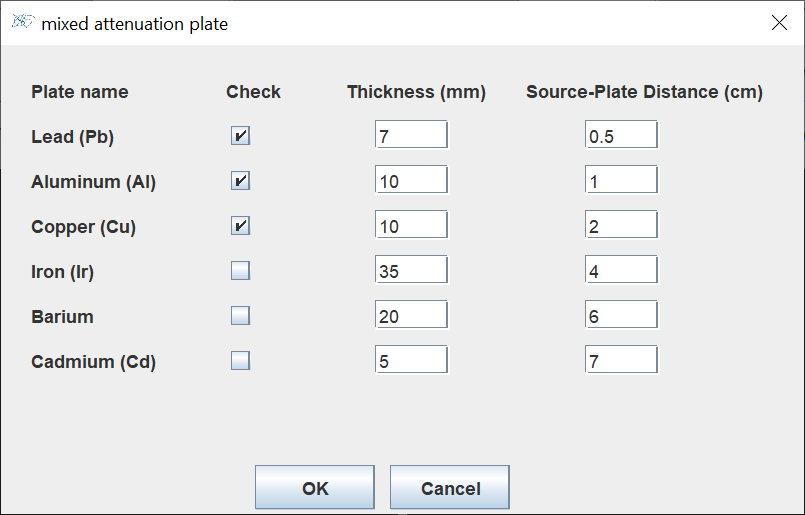 mixed attenuation plate
Plate name Check Thickness (mm) Source-Plate Distance (cm)
Lead (Pb) 7 0.5
Aluminum (Al) 10 1
Copper (Cu) 10 2
Iron (Ir) 35 4
Barium 20 6
Cadmium (Cd) 5 7
OK Cancel